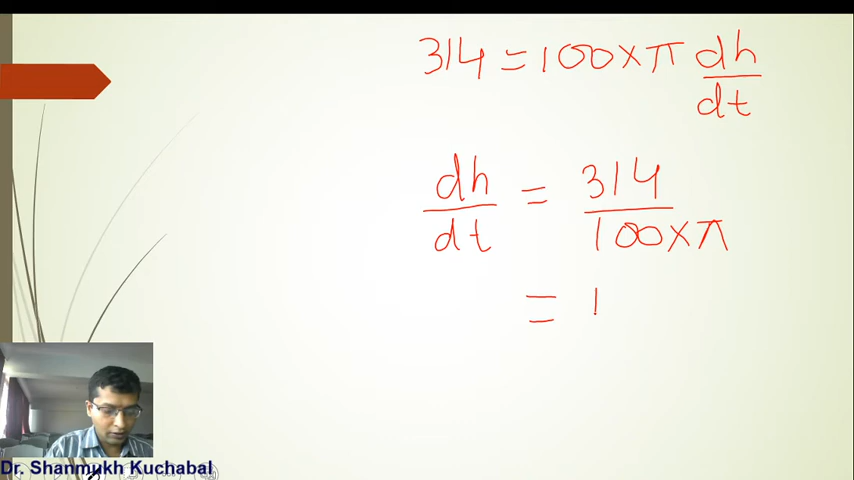 314 = 100 × π dh/dt
dh/dt = 314/100 × π
= 1
Dr. Shanmukh Kuchabal